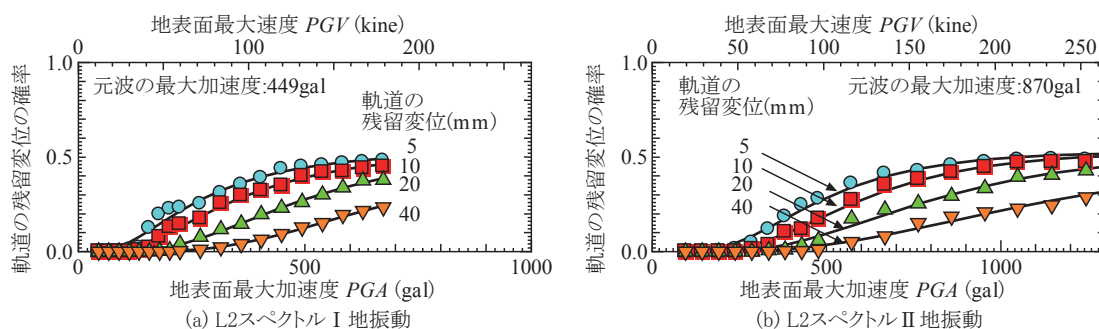 地表面最大速度 PGV (kine)
0 100 200
軌道の残留変位の確率
1.0
0.5
0.0
元波の最大加速度:449gal
軌道の
残留変位(mm)
5
10
20
40
0 500 1000
地表面最大加速度 PGA (gal)
(a) L2スペクトルⅠ地振動
地表面最大速度 PGV (kine)
0 50 100 150 200 250
軌道の残留変位の確率
1.0
0.5
0.0
軌道の
残留変位(mm)
元波の最大加速度:870gal
5
10
20
40
0 500 1000
地表面最大加速度 PGA (gal)
(b) L2スペクトルⅡ地振動